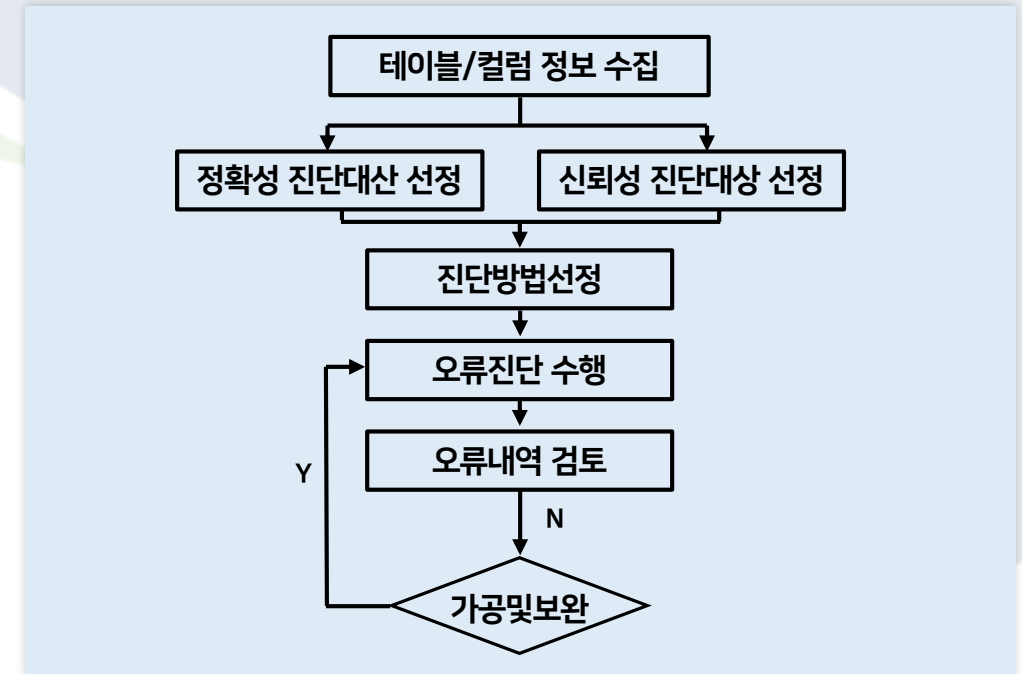 테이블/컬럼 정보 수집
정확성 진단대산 선정
신뢰성 진단대상 선정
진단방법선정
오류진단 수행
오류내역 검토
Y
N
가공및보완